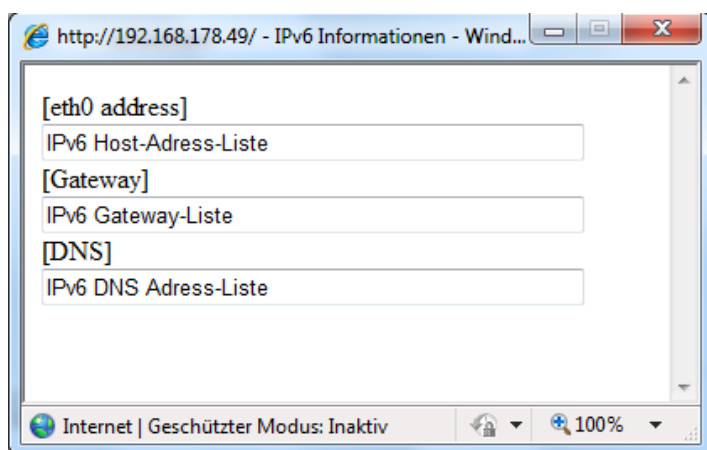 http://192.168.178.49/ - IPv6 Informationen - Wind...
[eth0 address]
IPv6 Host-Adress-Liste
[Gateway]
IPv6 Gateway-Liste
[DNS]
IPv6 DNS Adress-Liste
Internet | Geschützter Modus: Inaktiv
100%